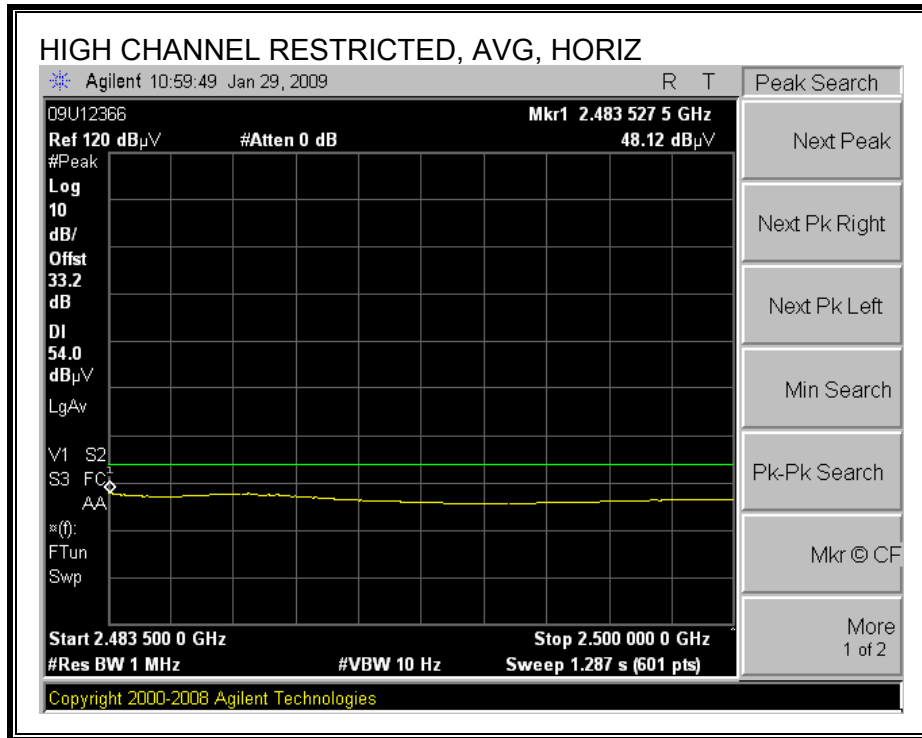 HIGH CHANNEL RESTRICTED, AVG, HORIZ
Agilent 10:59:49 Jan 29, 2009 R T
Peak Search
09U12366 Mkr1 2.483 527 5 GHz
Ref 120 dBµV #Atten 0 dB 48.12 dBµV
#Peak
Log
10
dB/
Offst
33.2
dB
DI
54.0
dBµV
LgAv
V1 S2
S3 FC
AA
¤(f):
FTun
Swp
1
Start 2.483 500 0 GHz Stop 2.500 000 0 GHz ^
#Res BW 1 MHz #VBW 10 Hz Sweep 1.287 s (601 pts)
Copyright 2000-2008 Agilent Technologies
Next Peak
Next Pk Right
Next Pk Left
Min Search
Pk-Pk Search
Mkr © CF
More
1 of 2